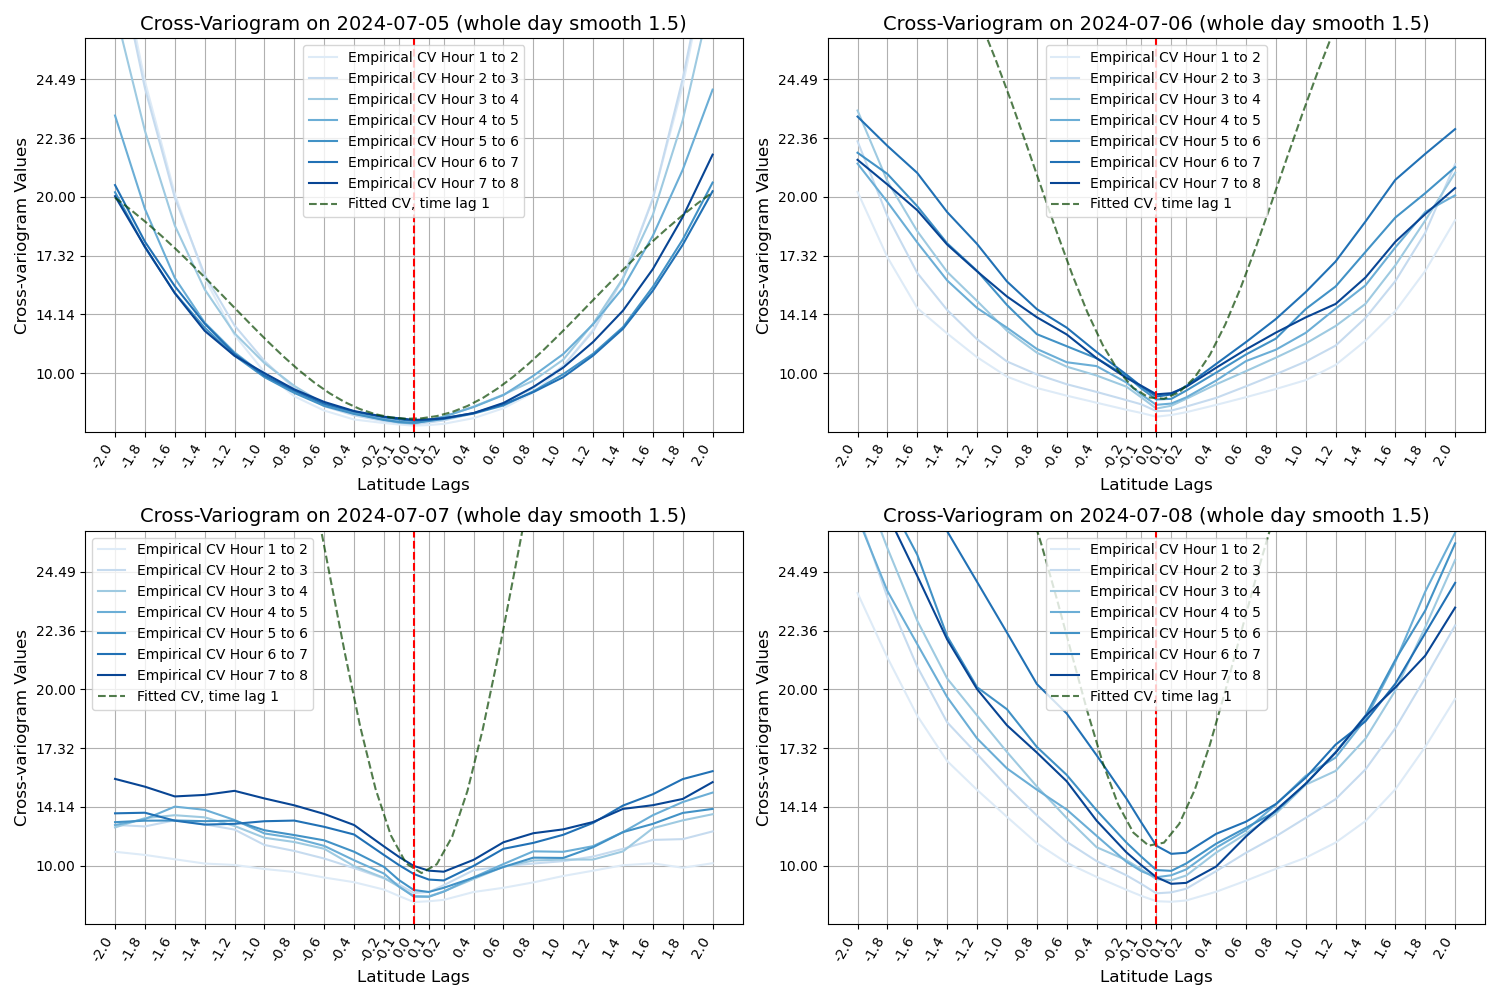 Cross-Variogram on 2024-07-05 (whole day smooth 1.5)
Cross-variogram Values
24.49
22.36
20.00
17.32
14.14
10.00
Empirical CV Hour 1 to 2
Empirical CV Hour 2 to 3
Empirical CV Hour 3 to 4
Empirical CV Hour 4 to 5
Empirical CV Hour 5 to 6
Empirical CV Hour 6 to 7
Empirical CV Hour 7 to 8
Fitted CV, time lag 1
-2.0 -1.8 -1.6 -1.4 -1.2 -1.0 -0.8 -0.6 -0.4 -0.2 -0.1 0.0 0.1 0.2 0.4 0.6 0.8 1.0 1.2 1.4 1.6 1.8 2.0
Latitude Lags
Cross-Variogram on 2024-07-06 (whole day smooth 1.5)
Cross-variogram Values
24.49
22.36
20.00
17.32
14.14
10.00
Empirical CV Hour 1 to 2
Empirical CV Hour 2 to 3
Empirical CV Hour 3 to 4
Empirical CV Hour 4 to 5
Empirical CV Hour 5 to 6
Empirical CV Hour 6 to 7
Empirical CV Hour 7 to 8
Fitted CV, time lag 1
-2.0 -1.8 -1.6 -1.4 -1.2 -1.0 -0.8 -0.6 -0.4 -0.2 -0.1 0.0 0.1 0.2 0.4 0.6 0.8 1.0 1.2 1.4 1.6 1.8 2.0
Latitude Lags
Cross-Variogram on 2024-07-07 (whole day smooth 1.5)
Cross-variogram Values
24.49
22.36
20.00
17.32
14.14
10.00
Empirical CV Hour 1 to 2
Empirical CV Hour 2 to 3
Empirical CV Hour 3 to 4
Empirical CV Hour 4 to 5
Empirical CV Hour 5 to 6
Empirical CV Hour 6 to 7
Empirical CV Hour 7 to 8
Fitted CV, time lag 1
-2.0 -1.8 -1.6 -1.4 -1.2 -1.0 -0.8 -0.6 -0.4 -0.2 -0.1 0.0 0.1 0.2 0.4 0.6 0.8 1.0 1.2 1.4 1.6 1.8 2.0
Latitude Lags
Cross-Variogram on 2024-07-08 (whole day smooth 1.5)
Cross-variogram Values
24.49
22.36
20.00
17.32
14.14
10.00
Empirical CV Hour 1 to 2
Empirical CV Hour 2 to 3
Empirical CV Hour 3 to 4
Empirical CV Hour 4 to 5
Empirical CV Hour 5 to 6
Empirical CV Hour 6 to 7
Empirical CV Hour 7 to 8
Fitted CV, time lag 1
-2.0 -1.8 -1.6 -1.4 -1.2 -1.0 -0.8 -0.6 -0.4 -0.2 -0.1 0.0 0.1 0.2 0.4 0.6 0.8 1.0 1.2 1.4 1.6 1.8 2.0
Latitude Lags